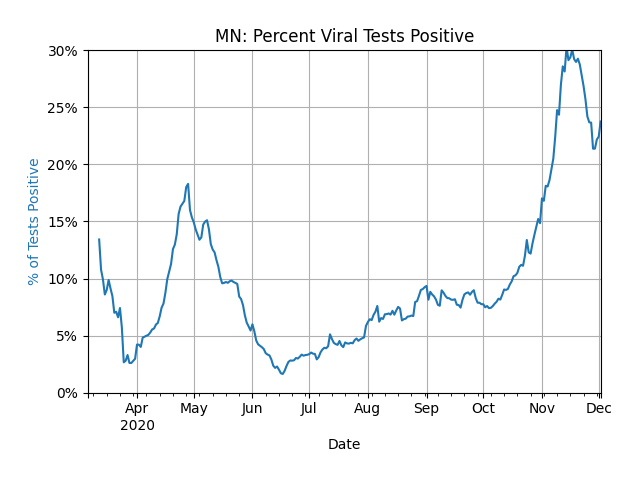 MN: Percent Viral Tests Positive
30%
25%
20%
15%
10%
5%
0%
% of Tests Positive
Apr May Jun Jul Aug Sep Oct Nov Dec
2020
Date